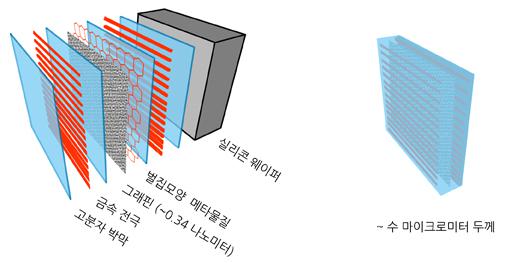 실리콘 웨이퍼
벌집모양 메타물질
그래핀 (~0.34 나노미터)
금속 전극
고분자 박막
~ 수 마이크로미터 두께